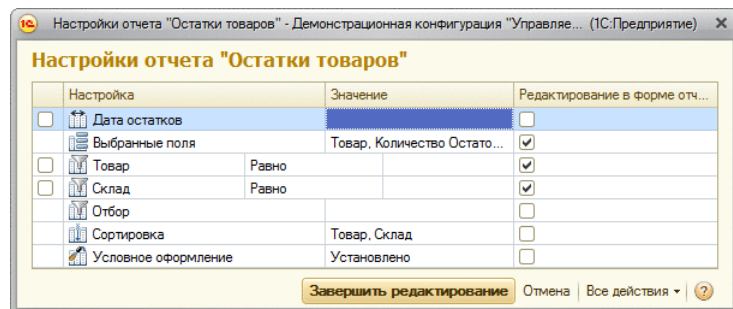 Настройки отчета "Остатки товаров" - Демонстрационная конфигурация "Управляе... (1С:Предприятие)
Настройки отчета "Остатки товаров"
Настройка Значение Редактирование в форме отч...
Дата остатков
Выбранные поля Товар, Количество Остато...
Товар Равно
Склад Равно
Отбор
Сортировка Товар, Склад
Условное оформление Установлено
Завершить редактирование Отмена Все действия ?